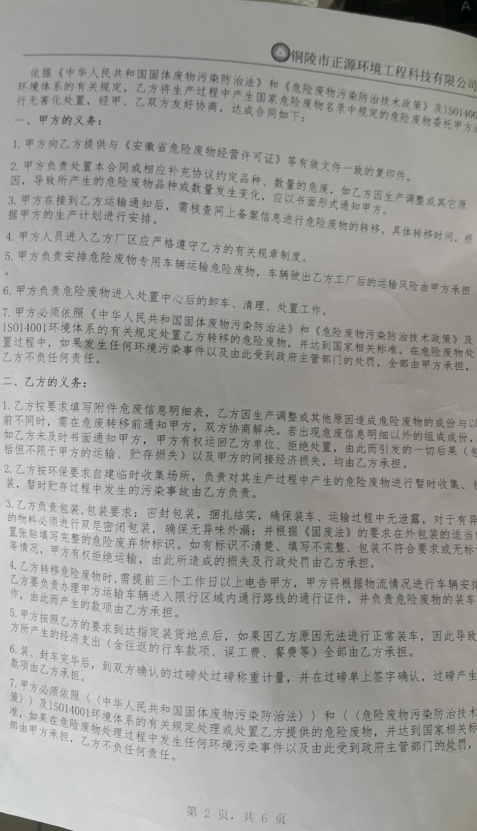 铜陵市正源环境工程科技有限公司
依据《中华人民共和国固体废物污染防治法》和《危险废物污染防治技术政策》及ISO1400
环境体系的有关规定，乙方将生产过程中产生国家危险废物名录中规定的危险废物委托甲方进
行无害化处置，经甲、乙双方友好协商，达成合同如下：
一、甲方的义务：
1.甲方向乙方提供与《安徽省危险废物经营许可证》等有效文件一致的复印件。
2.甲方负责处置本合同或相应补充协议约定品种、数量的危废，如乙方因生产调整或其它原
因，导致所产生的危险废物品种或数量发生变化，应以书面形式通知甲方。
3.甲方在接到乙方运输通知后，需核查网上备案信息进行危险废物的转移，具体转移时间，根
据甲方的生产计划进行安排。
4.甲方人员进入乙方厂区应严格遵守乙方的有关规章制度。
5.甲方负责安排危险废物专用车辆运输危险废物，车辆驶出乙方工厂后的运输风险由甲方承担
。
6.甲方负责危险废物进入处置中心后的卸车、清理、处置工作。
7.甲方必须依照《中华人民共和国固体废物污染防治法》和《危险废物污染防治技术政策》及
ISO14001环境体系的有关规定处置乙方转移的危险废物，并达到国家相关标准。在危险废物处
置过程中，如果发生任何环境污染事件以及由此受到政府主管部门的处罚，全部由甲方承担，
乙方不负任何责任。
二、乙方的义务：
1.乙方按要求填写附件危废信息明细表，乙方因生产调整或其他原因造成危险废物的成份与以
前不同时，需在危废转移前通知甲方，双方协商解决。若出现危废信息明细以外的组成成份，
如乙方未及时书面通知甲方，甲方有权运回乙方单位、拒绝处置，由此而引发的一切后果（包
括但不限于甲方的运输、贮存损失）以及甲方的间接经济损失，均由乙方承担。
2.乙方按环保要求自建临时收集场所，负责对其生产过程中产生的危险废物进行暂时收集、包
装，暂时贮存过程中发生的污染事故由乙方负责。
3.乙方负责包装，包装要求：密封包装，捆扎结实，确保装车、运输过程中无泄露，对于有异
的物料必须进行双层密闭包装，确保无异味外漏；并根据《固废法》的要求在外包装的适当
置张贴填写完整的危险废弃物标识。如有标识不清楚、填写不完整、包装不符合要求或无标
等情况，甲方有权拒绝运输，由此所造成的损失及行政处罚由乙方承担。
4.乙方转移危险废物时，需提前三个工作日以上电告甲方，甲方将根据物流情况进行车辆安排
乙方要负责办理甲方运输车辆进入限行区域内通行路线的通行证件，并负责危险废物的装车
作，由此而产生的款项由乙方承担。
5.甲方按照乙方的要求到达指定装货地点后，如果因乙方原因无法进行正常装车，因此导致
方所产生的经济支出（含往返的行车款项、误工费、餐费等）全部由乙方承担。
6.装、封车完毕后，到双方确认的过磅处过磅称重计量，并在过磅单上签字确认，过磅产生
款项由乙方承担。
7.甲方必须依照（（中华人民共和国固体废物污染防治法））和（（危险废物污染防治技术
策））及ISO14001环境体系的有关规定处理或处置乙方提供的危险废物，并达到国家相关标
准，如果在危险废物处理过程中发生任何环境污染事件以及由此受到政府主管部门的处罚，
部由甲方承担，乙方不负任何责任。
第 2 页，共 6 页